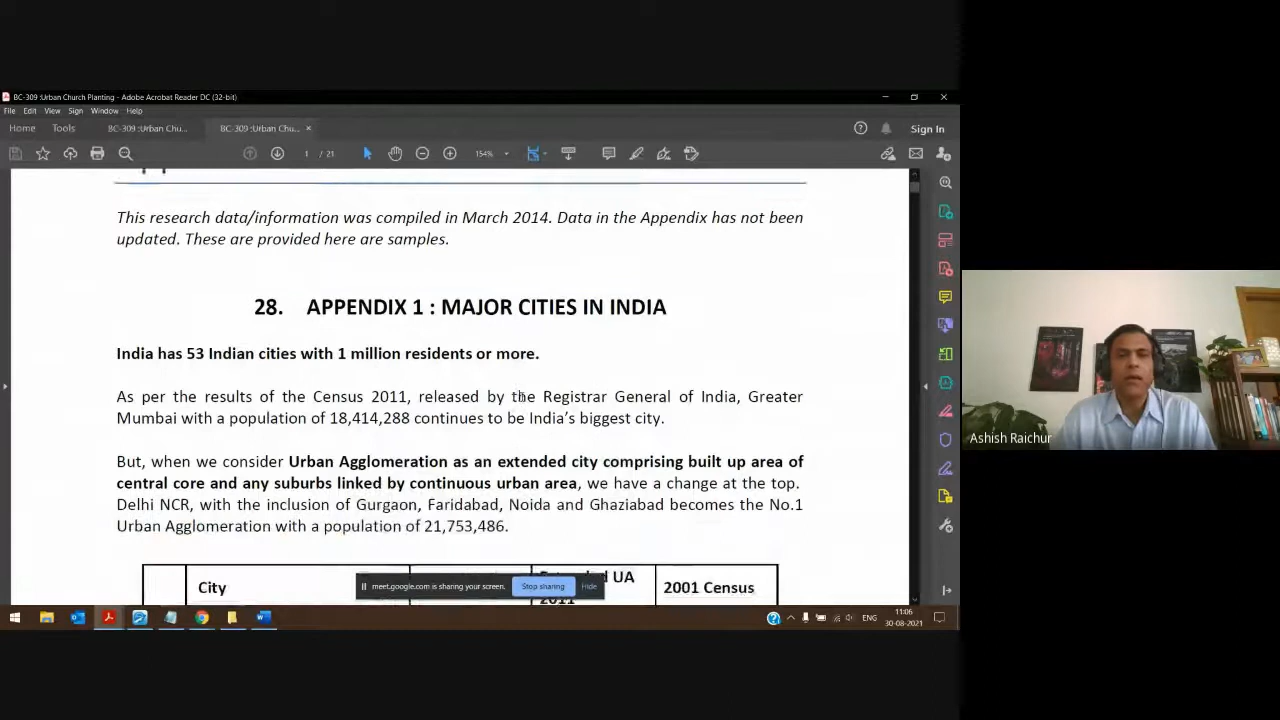 BC-309 :Urban Church Planting - Adobe Acrobat Reader DC (32-bit)
File Edit View Sign Window Help
Home Tools BC-309 :Urban Chu... BC-309 :Urban Chu... × Sign In
1 / 21 154%
This research data/information was compiled in March 2014. Data in the Appendix has not been
updated. These are provided here are samples.
28. APPENDIX 1 : MAJOR CITIES IN INDIA
India has 53 Indian cities with 1 million residents or more.
As per the results of the Census 2011, released by the Registrar General of India, Greater
Mumbai with a population of 18,414,288 continues to be India’s biggest city.
But, when we consider Urban Agglomeration as an extended city comprising built up area of
central core and any suburbs linked by continuous urban area, we have a change at the top.
Delhi NCR, with the inclusion of Gurgaon, Faridabad, Noida and Ghaziabad becomes the No.1
Urban Agglomeration with a population of 21,753,486.
City UA 2001 Census
2011
meet.google.com is sharing your screen. Stop sharing Hide
ENG 11:06
30-08-2021
Ashish Raichur